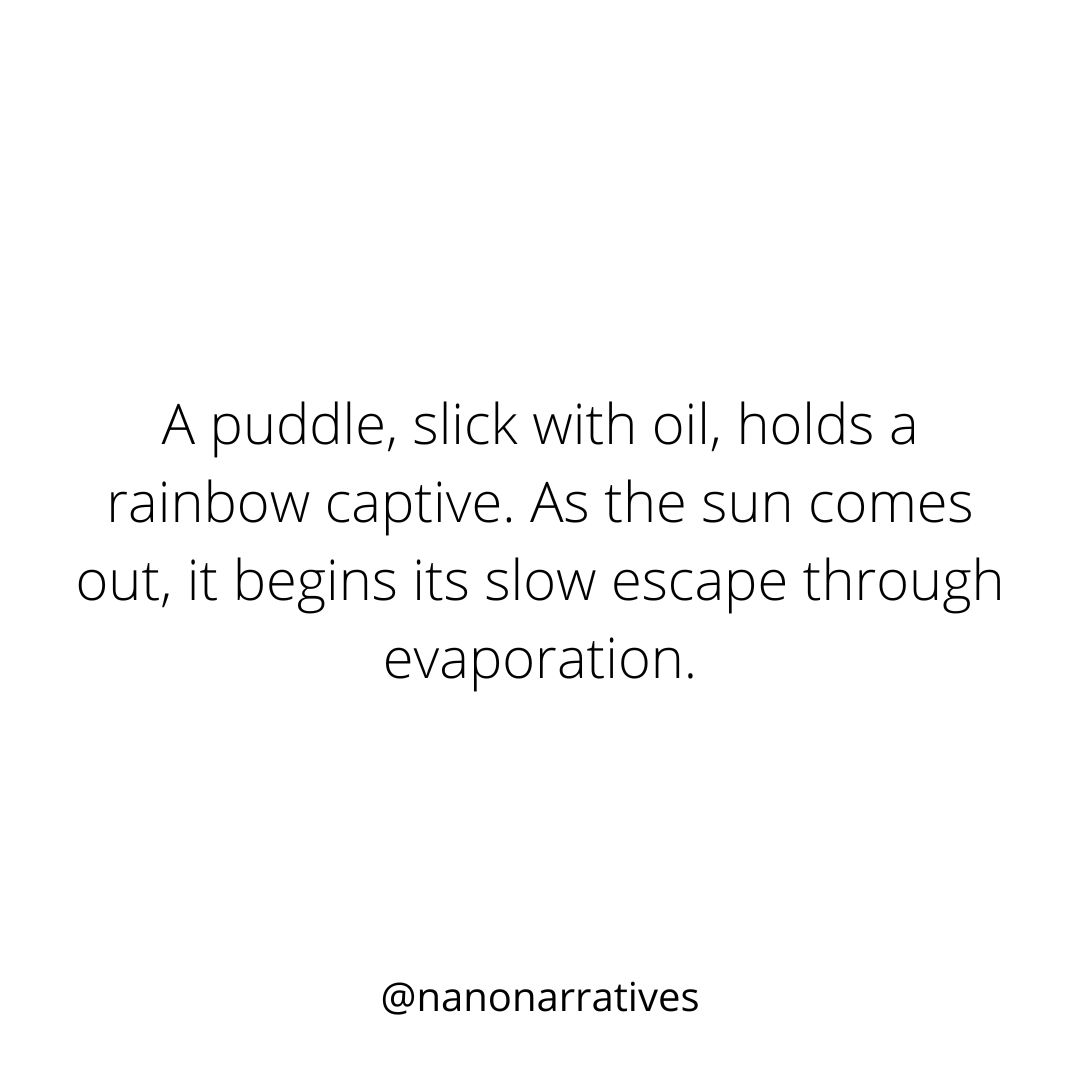 A puddle, slick with oil, holds a
rainbow captive. As the sun comes
out, it begins its slow escape through
evaporation.
@nanonarratives